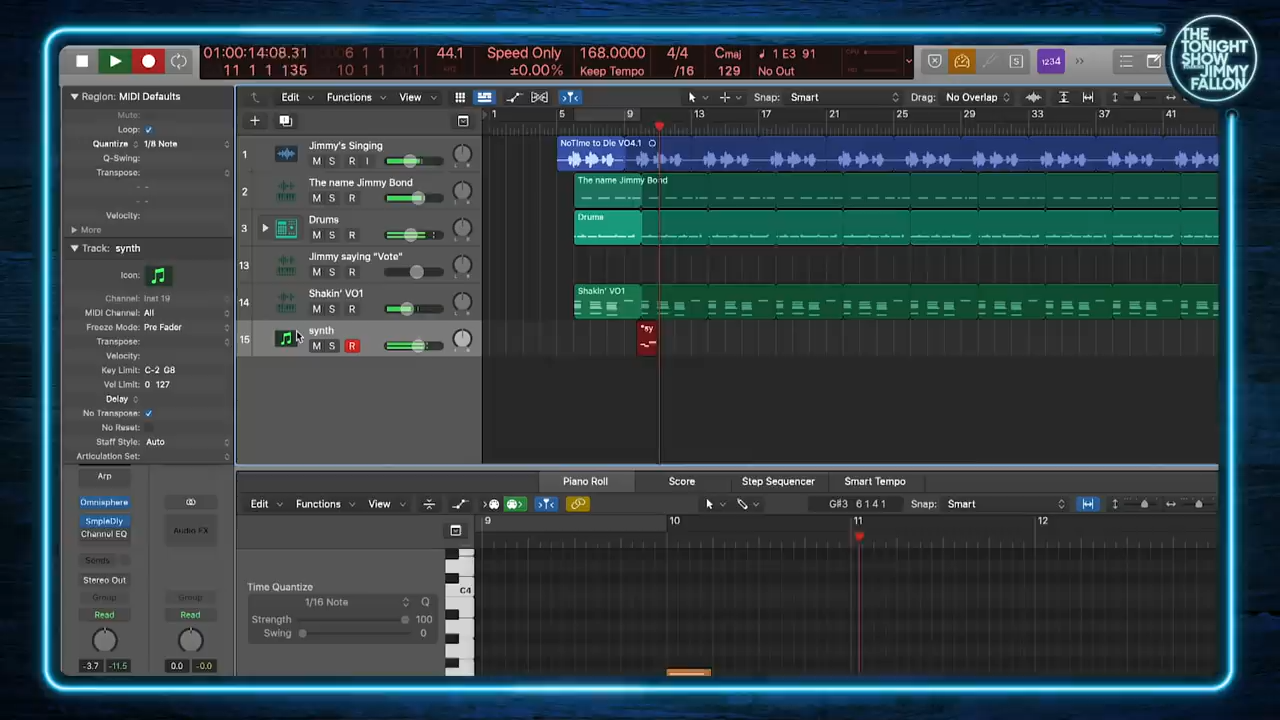 THE
TONIGHT
SHOW
JIMMY
FALLON
01:00:14:08.31
11 1 1 135
6 1 1
10 1 1
44.1
Speed Only
±0.00%
168.0000
Keep Tempo
4/4
/16
Cmaj
129
♩ 1 E3 91
No Out
1234
Region: MIDI Defaults
Mute:
Loop:
Quantize 1/8 Note
Q-Swing:
Transpose:
Velocity:
More
Track: synth
Icon:
Channel: Inst 19
MIDI Channel: All
Freeze Mode: Pre Fader
Transpose:
Velocity:
Key Limit: C-2 G8
Vel Limit: 0 127
Delay
No Transpose:
No Reset:
Staff Style: Auto
Articulation Set:
Arp
Omnisphere
SmpleDly
Channel EQ
Audio FX
Sends
Stereo Out
Group Group
Read Read
-3.7 -11.5 0.0 -0.0
Edit Functions View Snap: Smart Drag: No Overlap
1 5 9 13 17 21 25 29 33 37 41
1 Jimmy's Singing
M S R I
NoTime to Die VO4.1
2 The name Jimmy Bond
M S R
The name Jimmy Bond
3 Drums
M S R
Drums
13 Jimmy saying "Vote"
M S R
14 Shakin' VO1
M S R
Shakin' VO1
15 synth
M S R
*sy
Piano Roll Score Step Sequencer Smart Tempo
Edit Functions View G#3 6 1 4 1 Snap: Smart
9 10 11 12
Time Quantize
1/16 Note Q
Strength 100
Swing 0
C4